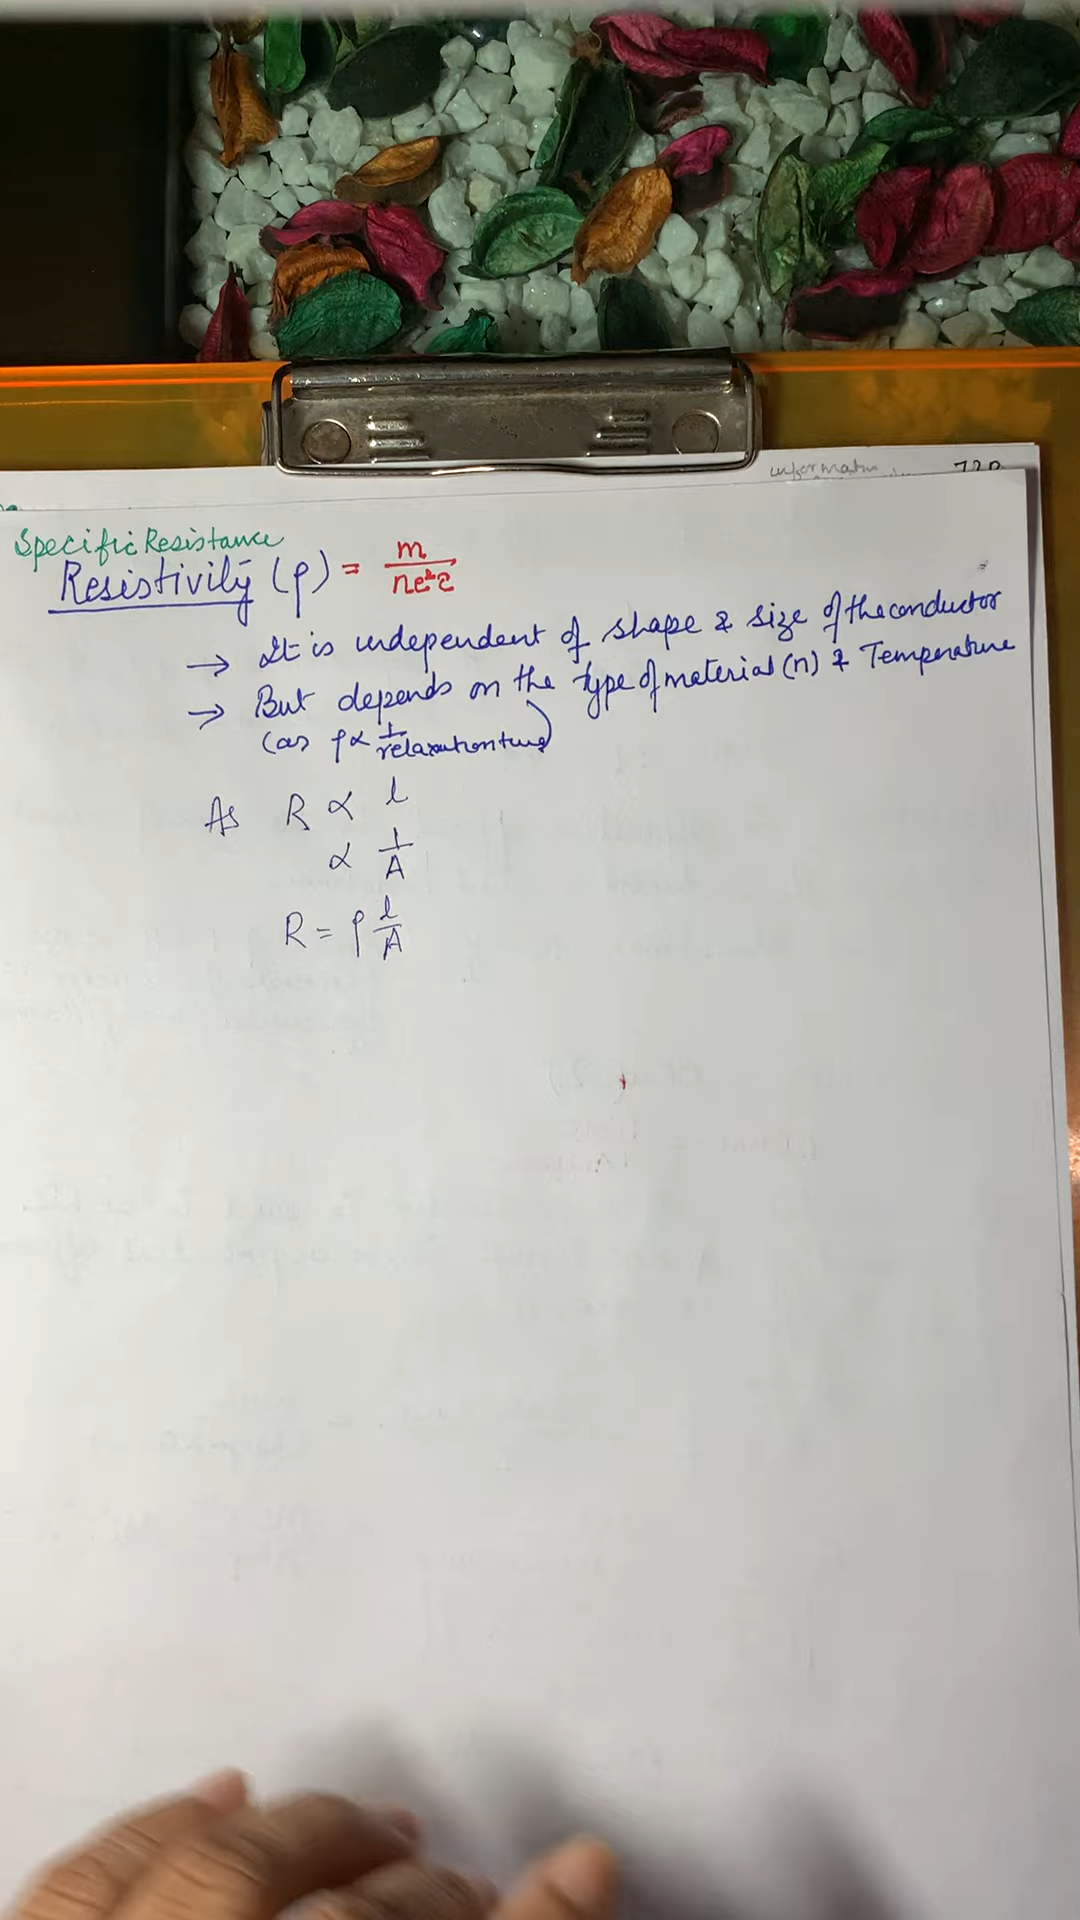 informatn
Specific Resistance
Resistivity (ρ) = m / ne²τ
→ It is independent of shape & size of the conductor
→ But depends on the type of material (n) & Temperature
(as ρ ∝ 1 / relaxation time)
As R ∝ l
∝ 1 / A
R = ρ l / A